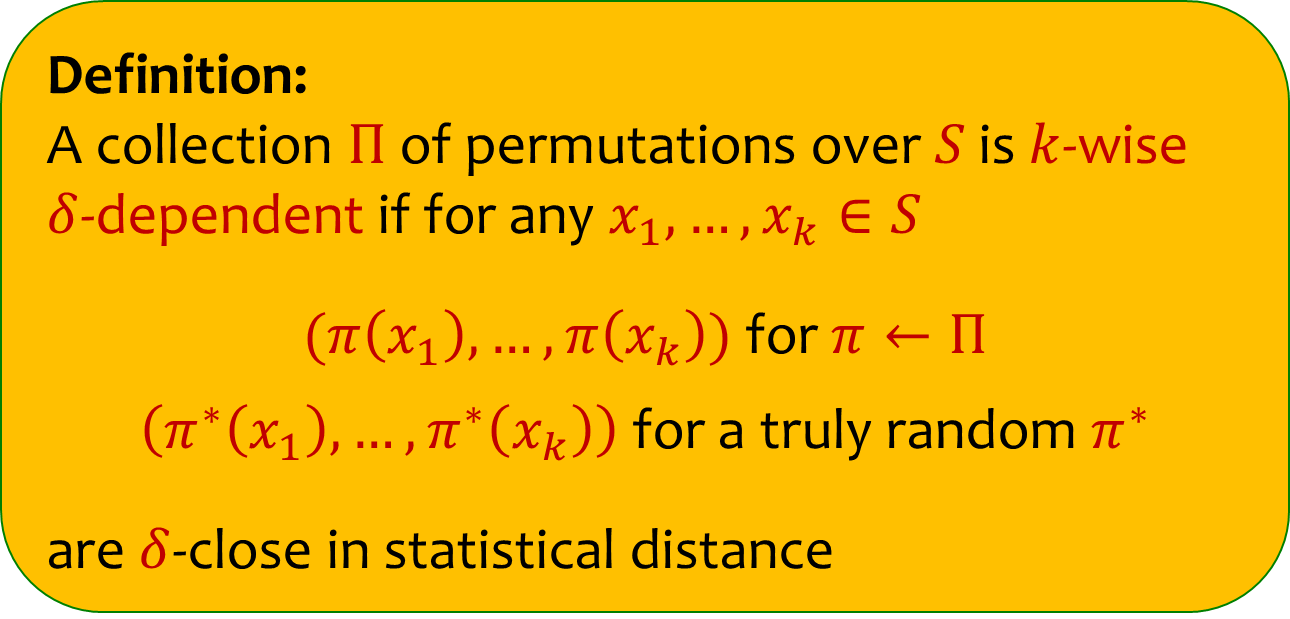 Definition:
A collection Π of permutations over S is k-wise
δ-dependent if for any x₁, … , xₖ ∈ S
(π(x₁), … , π(xₖ)) for π ← Π
(π*(x₁), … , π*(xₖ)) for a truly random π*
are δ-close in statistical distance